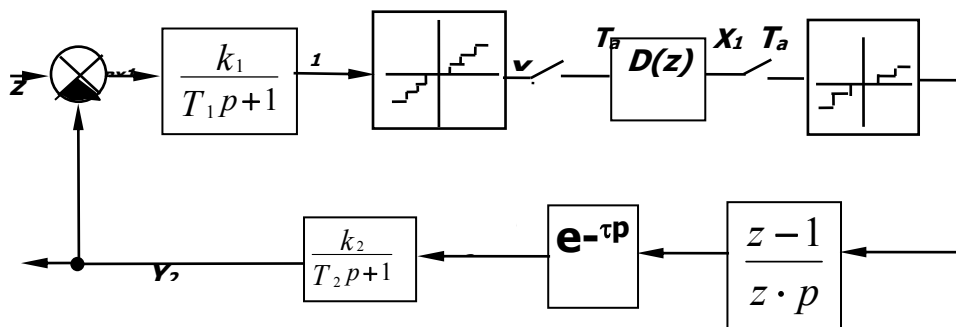 z
k₁
T₁p+1
1
v
Tₐ
D(z)
X₁
Tₐ
z−1
z·p
e-τp
k₂
T₂p+1
Y₂